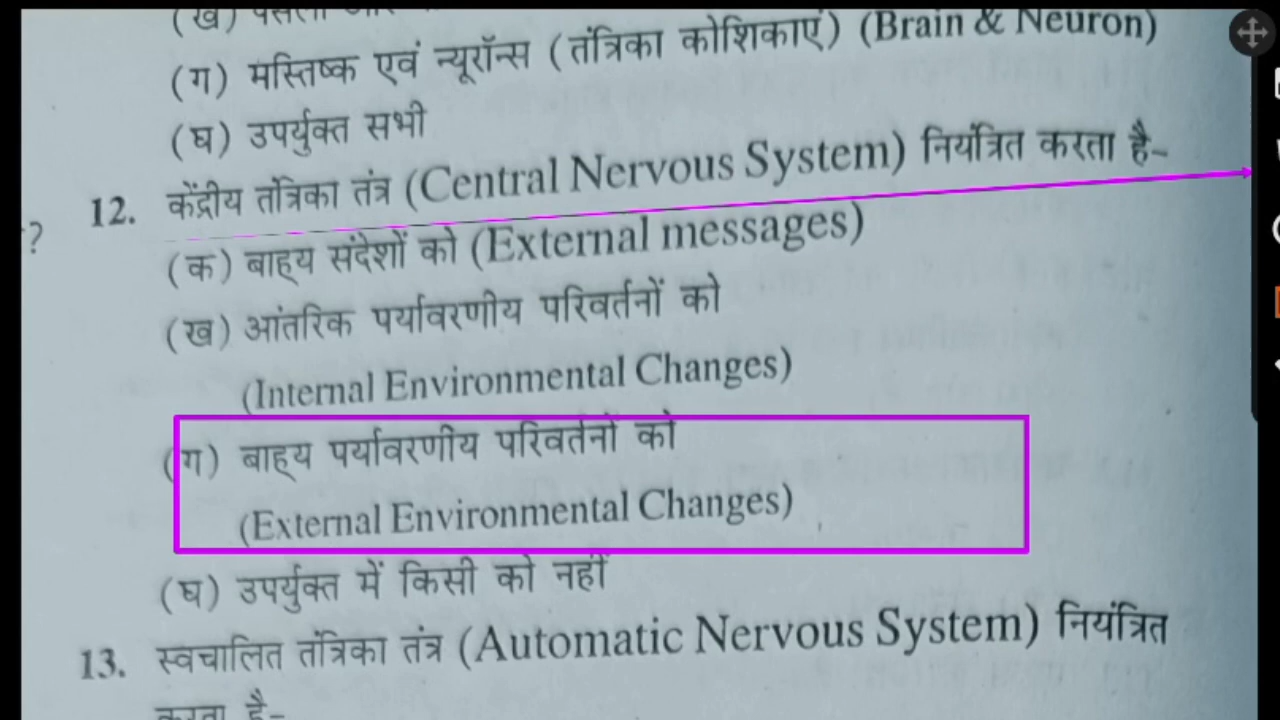 (ख)
(ग) मस्तिष्क एवं न्यूरॉन्स (तंत्रिका कोशिकाएं) (Brain & Neuron)
(घ) उपर्युक्त सभी
12. केंद्रीय तंत्रिका तंत्र (Central Nervous System) नियंत्रित करता है-
?
(क) बाह्य संदेशों को (External messages)
(ख) आंतरिक पर्यावरणीय परिवर्तनों को
(Internal Environmental Changes)
(ग) बाह्य पर्यावरणीय परिवर्तनों को
(External Environmental Changes)
(घ) उपर्युक्त में किसी को नहीं
13. स्वचालित तंत्रिका तंत्र (Automatic Nervous System) नियंत्रित
करता है-